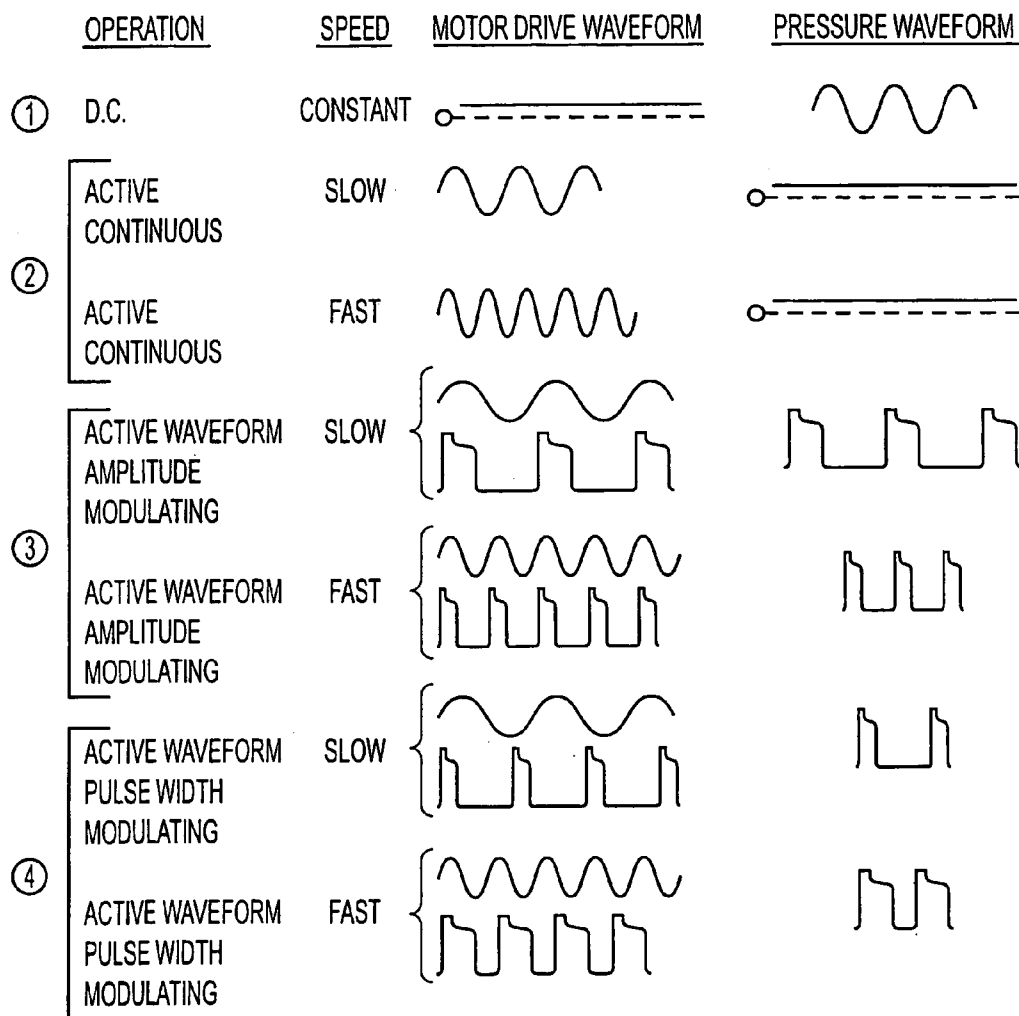 OPERATION SPEED MOTOR DRIVE WAVEFORM PRESSURE WAVEFORM
① D.C. CONSTANT
ACTIVE SLOW
CONTINUOUS
②
ACTIVE FAST
CONTINUOUS
ACTIVE WAVEFORM SLOW
AMPLITUDE
MODULATING
③
ACTIVE WAVEFORM FAST
AMPLITUDE
MODULATING
ACTIVE WAVEFORM SLOW
PULSE WIDTH
MODULATING
④
ACTIVE WAVEFORM FAST
PULSE WIDTH
MODULATING